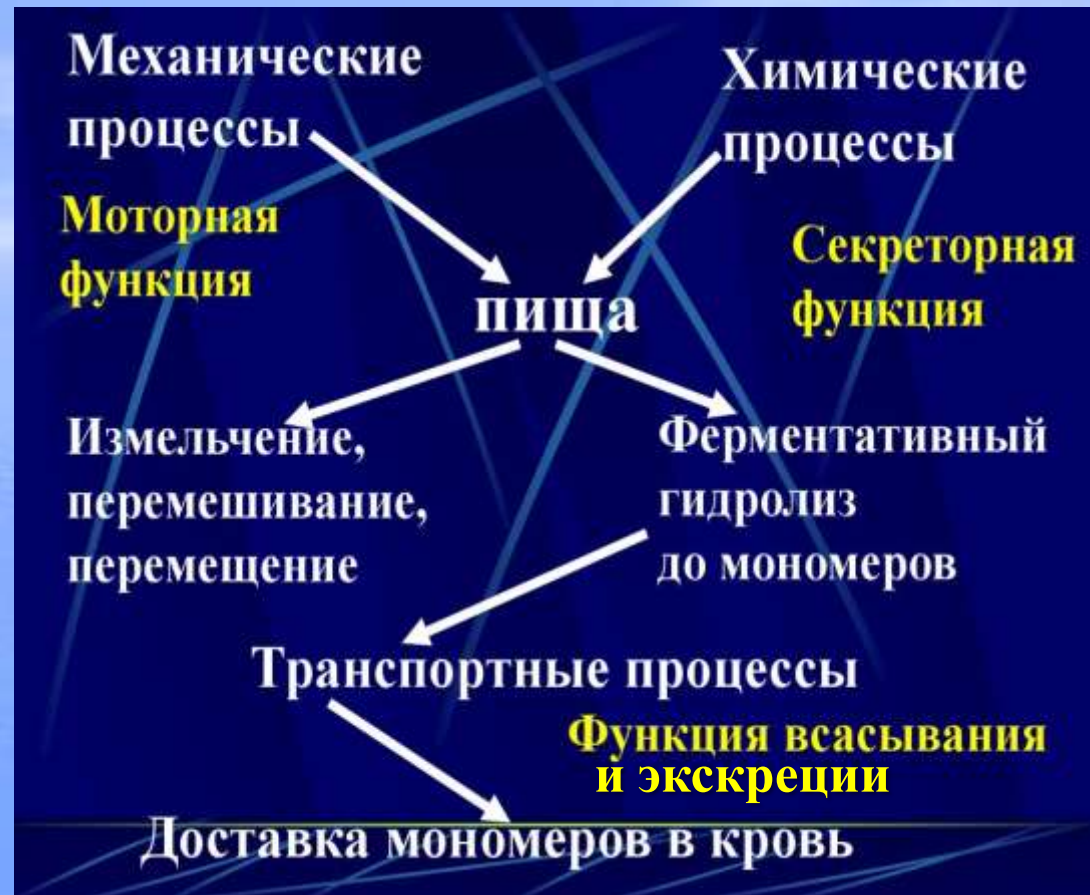 Механические
процессы
Химические
процессы
Моторная
функция
Секреторная
функция
пища
Измельчение,
перемешивание,
перемещение
Ферментативный
гидролиз
до мономеров
Транспортные процессы
Функция всасывания
и экскреции
Доставка мономеров в кровь